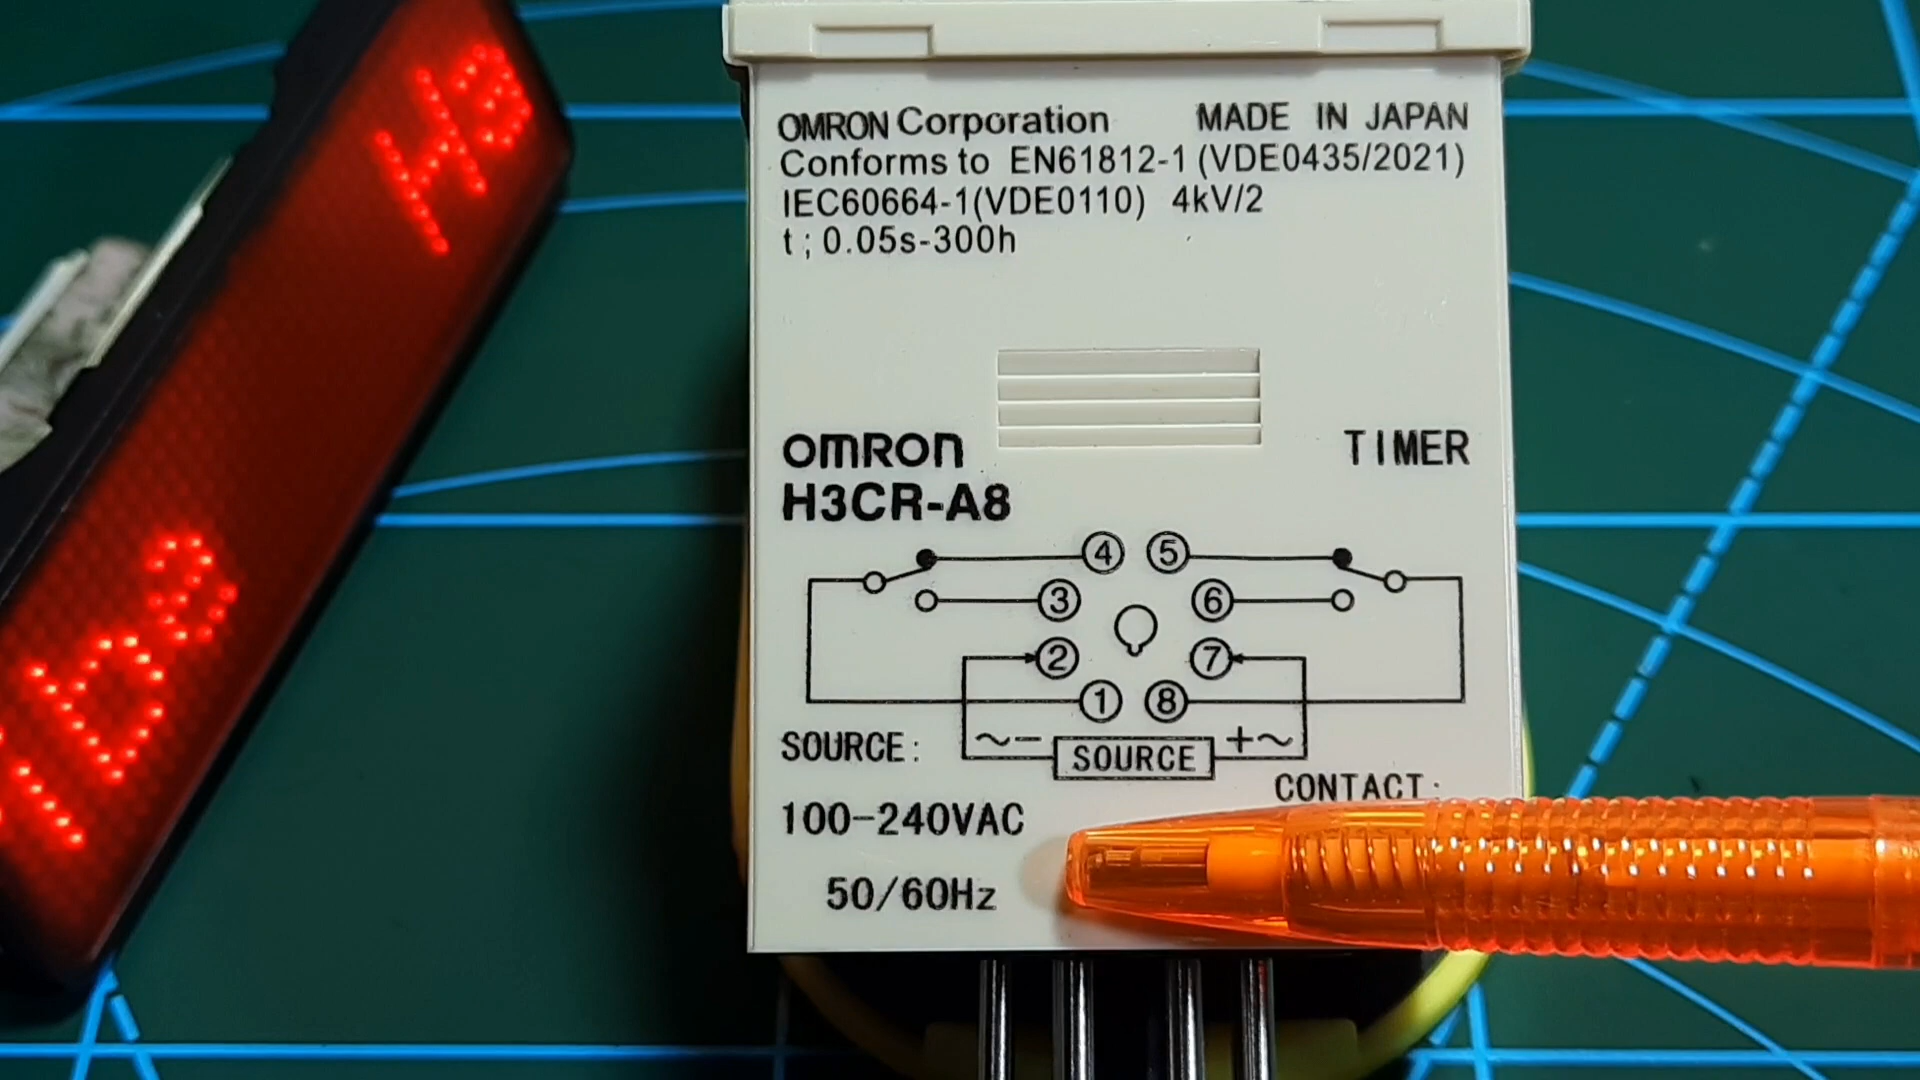 OMRON Corporation MADE IN JAPAN
Conforms to EN61812-1 (VDE0435/2021)
IEC60664-1(VDE0110) 4kV/2
t ; 0.05s-300h
OMRON TIMER
H3CR-A8
4 5
3 6
2 7
1 8
SOURCE: ~− SOURCE +~
CONTACT:
100-240VAC
50/60Hz
H3